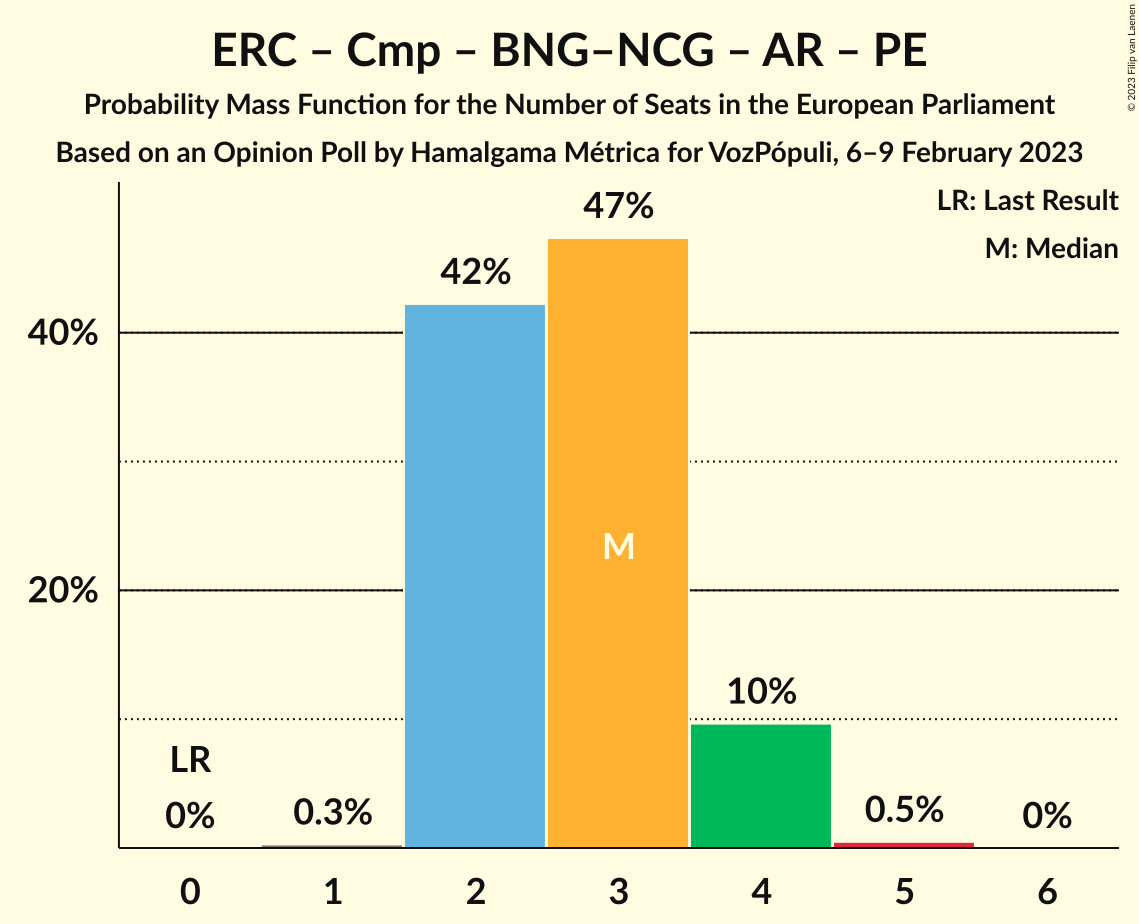 ERC – Cmp – BNG–NCG – AR – PE
Probability Mass Function for the Number of Seats in the European Parliament
Based on an Opinion Poll by Hamalgama Métrica for VozPópuli, 6–9 February 2023
© 2023 Filip van Laenen
LR: Last Result
M: Median
47%
42%
40%
M
20%
10%
LR
0%
0.3%
0.5%
0%
0 1 2 3 4 5 6